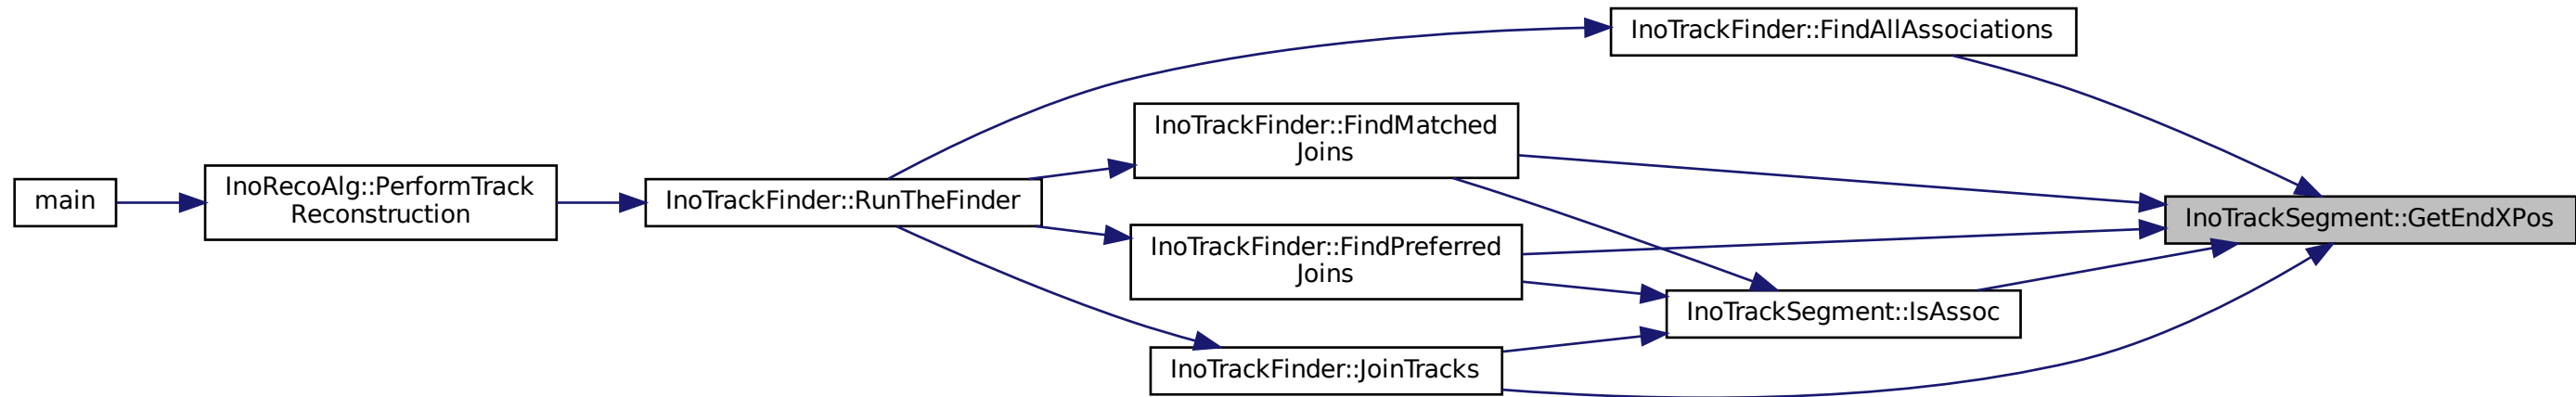 main
InoRecoAlg::PerformTrack
Reconstruction
InoTrackFinder::RunTheFinder
InoTrackFinder::FindAllAssociations
InoTrackFinder::FindMatched
Joins
InoTrackFinder::FindPreferred
Joins
InoTrackFinder::JoinTracks
InoTrackSegment::IsAssoc
InoTrackSegment::GetEndXPos